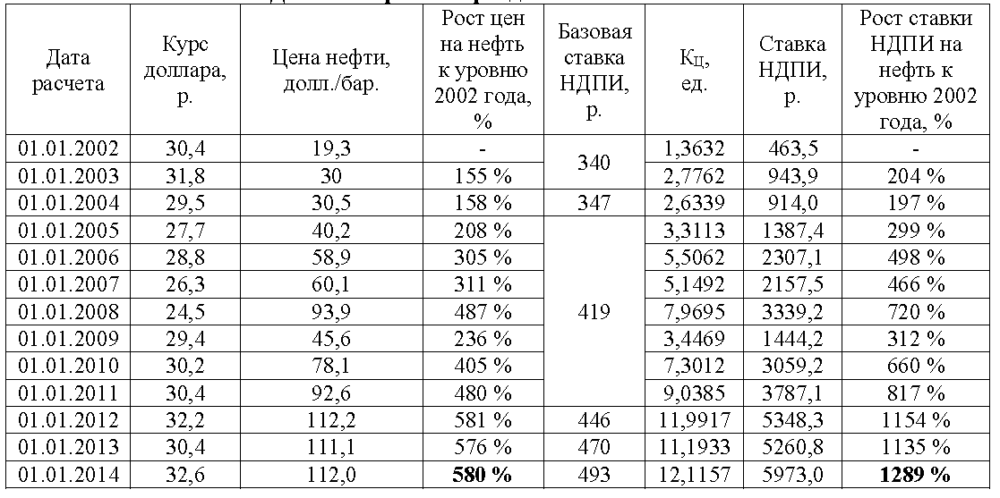 Дата расчета | Курс доллара, р. | Цена нефти, долл./бар. | Рост цен на нефть к уровню 2002 года, % | Базовая ставка НДПИ, р. | КЦ, ед. | Ставка НДПИ, р. | Рост ставки НДПИ на нефть к уровню 2002 года, %
01.01.2002 | 30,4 | 19,3 | - | 340 | 1,3632 | 463,5 | -
01.01.2003 | 31,8 | 30 | 155 % | 2,7762 | 943,9 | 204 %
01.01.2004 | 29,5 | 30,5 | 158 % | 347 | 2,6339 | 914,0 | 197 %
01.01.2005 | 27,7 | 40,2 | 208 % | 419 | 3,3113 | 1387,4 | 299 %
01.01.2006 | 28,8 | 58,9 | 305 % | 5,5062 | 2307,1 | 498 %
01.01.2007 | 26,3 | 60,1 | 311 % | 5,1492 | 2157,5 | 466 %
01.01.2008 | 24,5 | 93,9 | 487 % | 7,9695 | 3339,2 | 720 %
01.01.2009 | 29,4 | 45,6 | 236 % | 3,4469 | 1444,2 | 312 %
01.01.2010 | 30,2 | 78,1 | 405 % | 7,3012 | 3059,2 | 660 %
01.01.2011 | 30,4 | 92,6 | 480 % | 9,0385 | 3787,1 | 817 %
01.01.2012 | 32,2 | 112,2 | 581 % | 446 | 11,9917 | 5348,3 | 1154 %
01.01.2013 | 30,4 | 111,1 | 576 % | 470 | 11,1933 | 5260,8 | 1135 %
01.01.2014 | 32,6 | 112,0 | 580 % | 493 | 12,1157 | 5973,0 | 1289 %